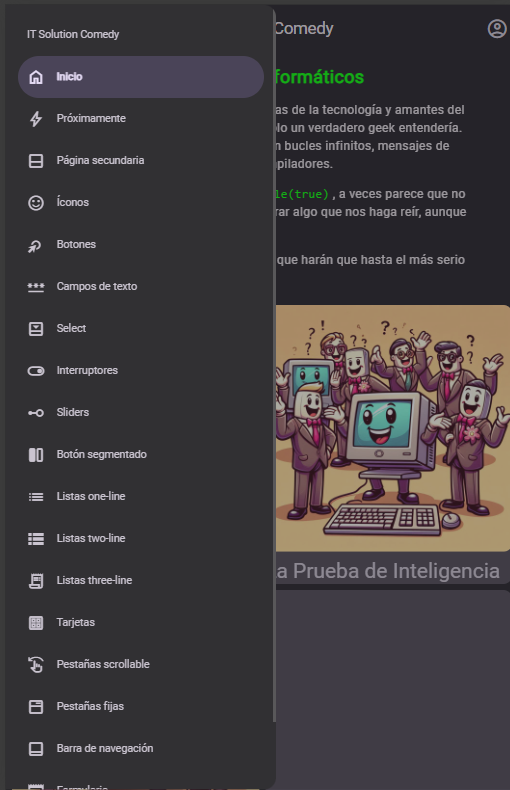 IT Solution Comedy
Inicio
Próximamente
Página secundaria
Íconos
Botones
Campos de texto
Select
Interruptores
Sliders
Botón segmentado
Listas one-line
Listas two-line
Listas three-line
Tarjetas
Pestañas scrollable
Pestañas fijas
Barra de navegación
Formulario
Comedy
formáticos
as de la tecnología y amantes del
lo un verdadero geek entendería.
n bucles infinitos, mensajes de
piladores.
le(true), a veces parece que no
rar algo que nos haga reír, aunque
que harán que hasta el más serio
? ? ? ? ? ? ?
a Prueba de Inteligencia